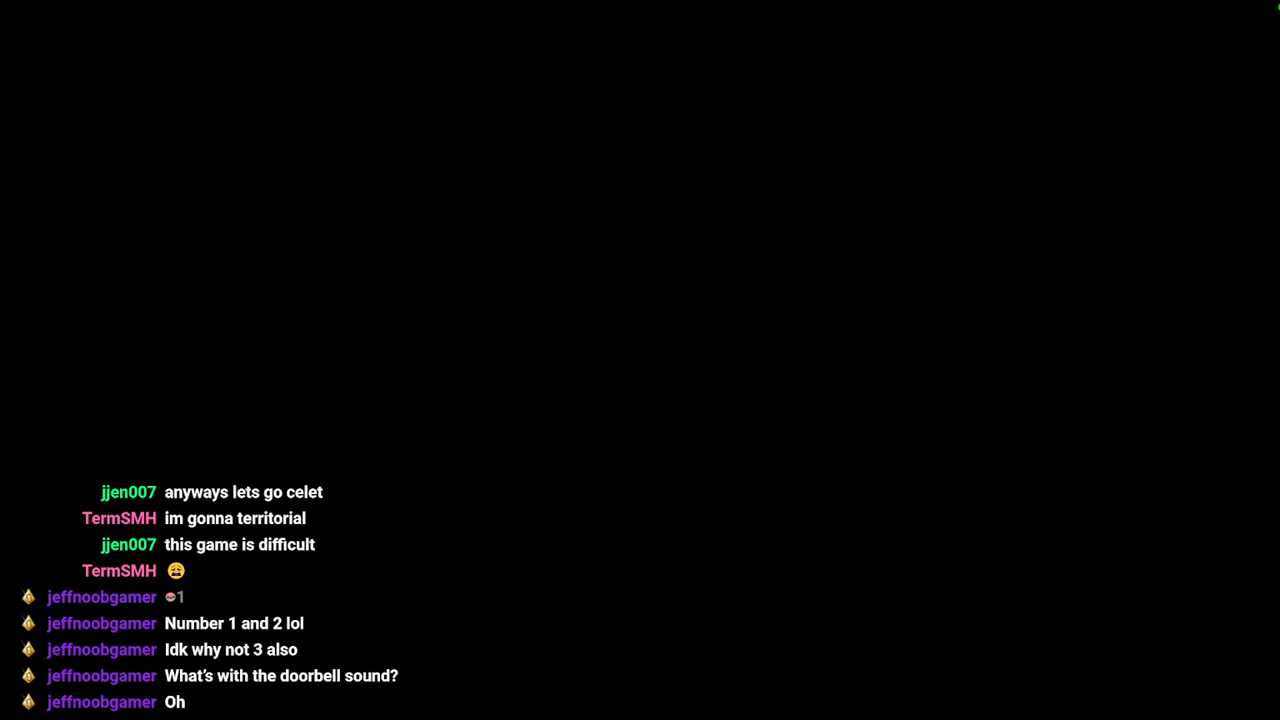 jjen007 anyways lets go celet
TermSMH im gonna territorial
jjen007 this game is difficult
TermSMH 😩
jeffnoobgamer 1
jeffnoobgamer Number 1 and 2 lol
jeffnoobgamer Idk why not 3 also
jeffnoobgamer What's with the doorbell sound?
jeffnoobgamer Oh